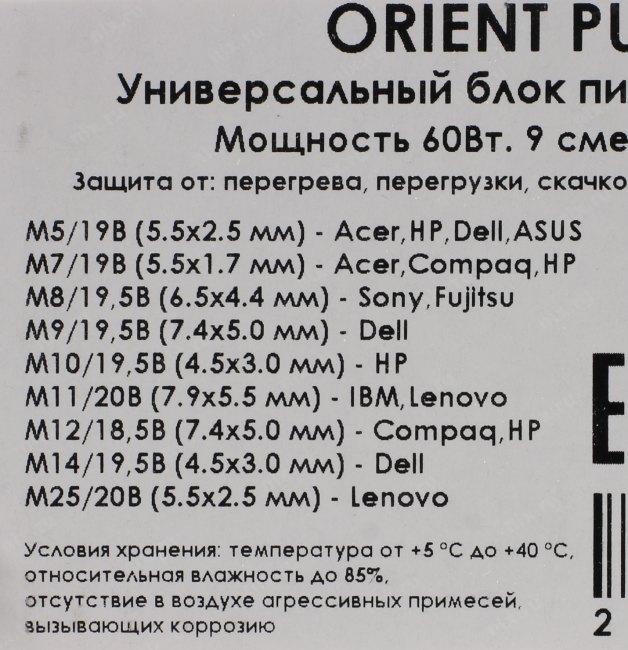 ORIENT PU
Универсальный блок пи
Мощность 60Вт. 9 сме
Защита от: перегрева, перегрузки, скачко
M5/19В (5.5x2.5 мм) - Acer,HP,Dell,ASUS
M7/19В (5.5x1.7 мм) - Acer,Compaq,HP
M8/19,5В (6.5x4.4 мм) - Sony,Fujitsu
M9/19,5В (7.4x5.0 мм) - Dell
M10/19,5В (4.5x3.0 мм) - HP
M11/20В (7.9x5.5 мм) - IBM,Lenovo
M12/18,5В (7.4x5.0 мм) - Compaq,HP
M14/19,5В (4.5x3.0 мм) - Dell
M25/20В (5.5x2.5 мм) - Lenovo
Условия хранения: температура от +5 °C до +40 °C,
относительная влажность до 85%,
отсутствие в воздухе агрессивных примесей,
вызывающих коррозию
E
2